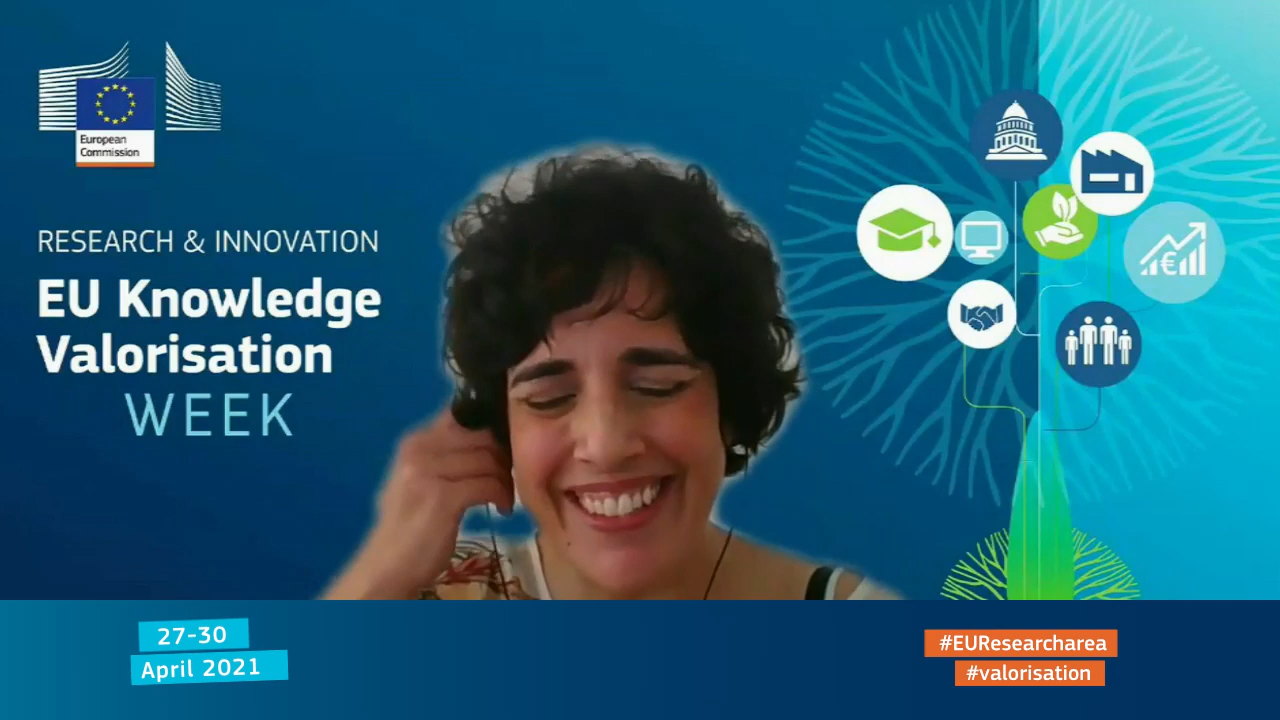 European
Commission
RESEARCH & INNOVATION
EU Knowledge
Valorisation
WEEK
€
27-30
April 2021
#EUResearcharea
#valorisation